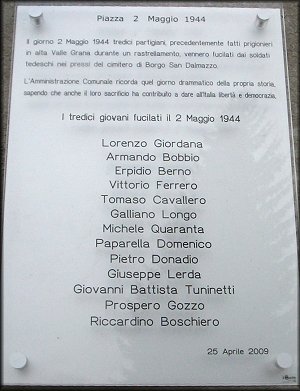 Piazza 2 Maggio 1944
Il giorno 2 Maggio 1944 tredici partigiani, precedentemente fatti prigionieri
in alta Valle Grana durante un rastrellamento, vennero fucilati dai soldati
tedeschi nei pressi del cimitero di Borgo San Dalmazzo.
L'Amministrazione Comunale ricorda quel giorno drammatico della propria storia,
sapendo che anche il loro sacrificio ha contribuito a dare all'Italia libertà e democrazia.
I tredici giovani fucilati il 2 Maggio 1944
Lorenzo Giordana
Armando Bobbio
Erpidio Berno
Vittorio Ferrero
Tomaso Cavallero
Galliano Longo
Michele Quaranta
Paparella Domenico
Pietro Donadio
Giuseppe Lerda
Giovanni Battista Tuninetti
Prospero Gozzo
Riccardino Boschiero
25 Aprile 2009